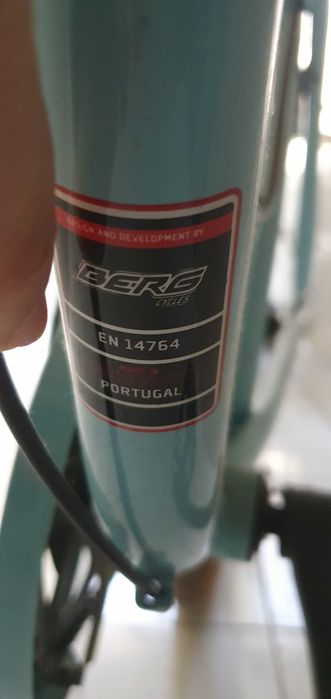 DESIGN AND DEVELOPMENT BY
BERG
CYCLES
EN 14764
MADE IN
PORTUGAL